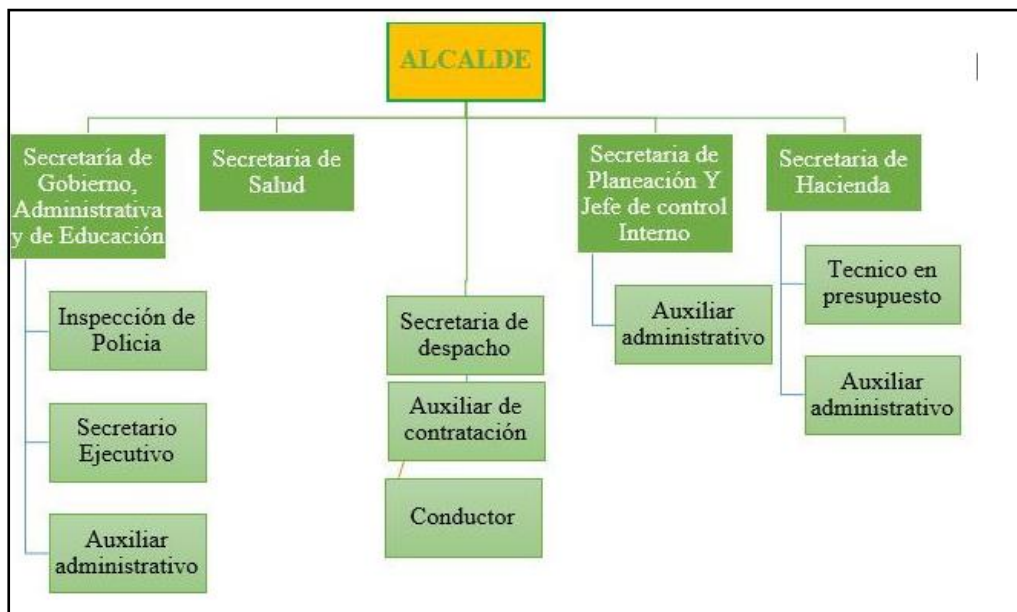 ALCALDE
Secretaría de
Gobierno,
Administrativa
y de Educación
Secretaria de
Salud
Secretaria de
Planeación Y
Jefe de control
Interno
Secretaria de
Hacienda
Inspección de
Policia
Secretario
Ejecutivo
Auxiliar
administrativo
Secretaria de
despacho
Auxiliar de
contratación
Conductor
Auxiliar
administrativo
Tecnico en
presupuesto
Auxiliar
administrativo